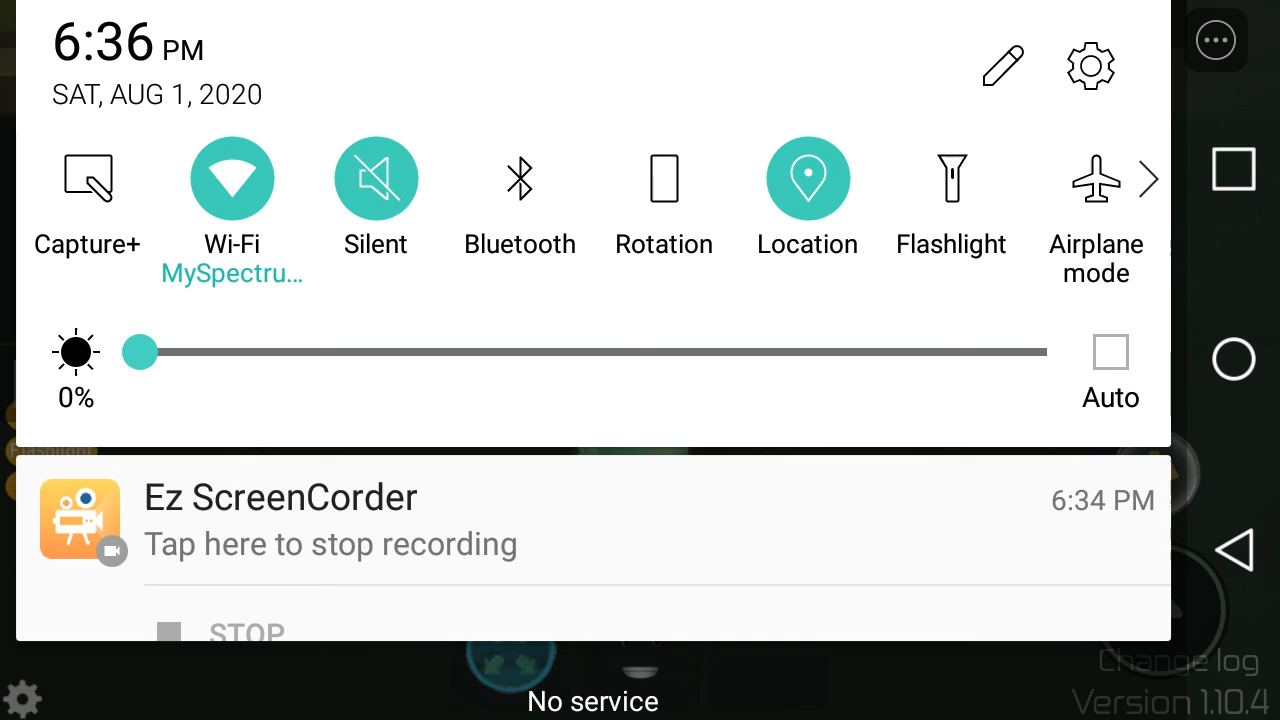 6:36 PM
SAT, AUG 1, 2020
Capture+
Wi-Fi
MySpectru...
Silent
Bluetooth
Rotation
Location
Flashlight
Airplane
mode
0%
Auto
Flashlight
Ez ScreenCorder
6:34 PM
Tap here to stop recording
STOP
Change log
No service
Version 1.10.4